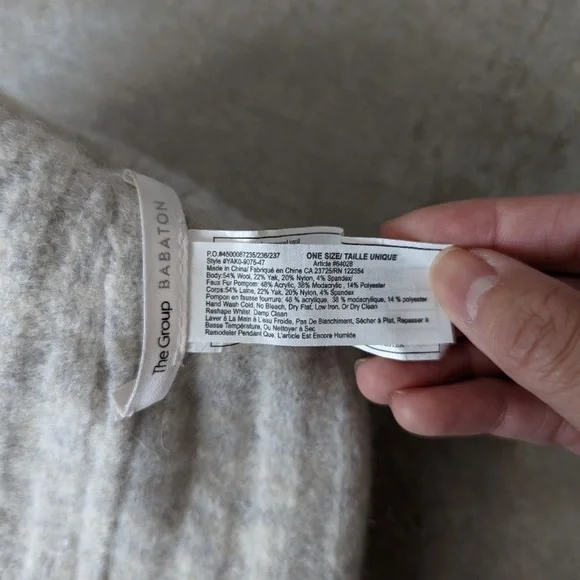 The Group BABATON
P.O.#4500087235/236/237 ONE SIZE/ TAILLE UNIQUE
Style #YAK0-9075-47 Article #64028
Made in China/ Fabriqué en Chine CA 23725/RN 122354
Body:54% Wool, 22% Yak, 20% Nylon, 4% Spandex/
Faux Fur Pompom: 48% Acrylic, 38% Modacrylic , 14% Polyester
Corps:54% Laine, 22% Yak, 20% Nylon, 4% Spandex
Pompon en fausse fourrure: 48 % acrylique, 38 % modacrylique, 14 % polyester
Hand Wash Cold, No Bleach, Dry Flat, Low Iron, Or Dry Clean
Reshape Whilst Damp Clean
Laver à La Main à L'eau Froide, Pas De Blanchiment, Sécher à Plat, Repasser à
Basse Température, Ou Nettoyer à Sec
Remodeler Pendant Que L'article Est Encore Humide